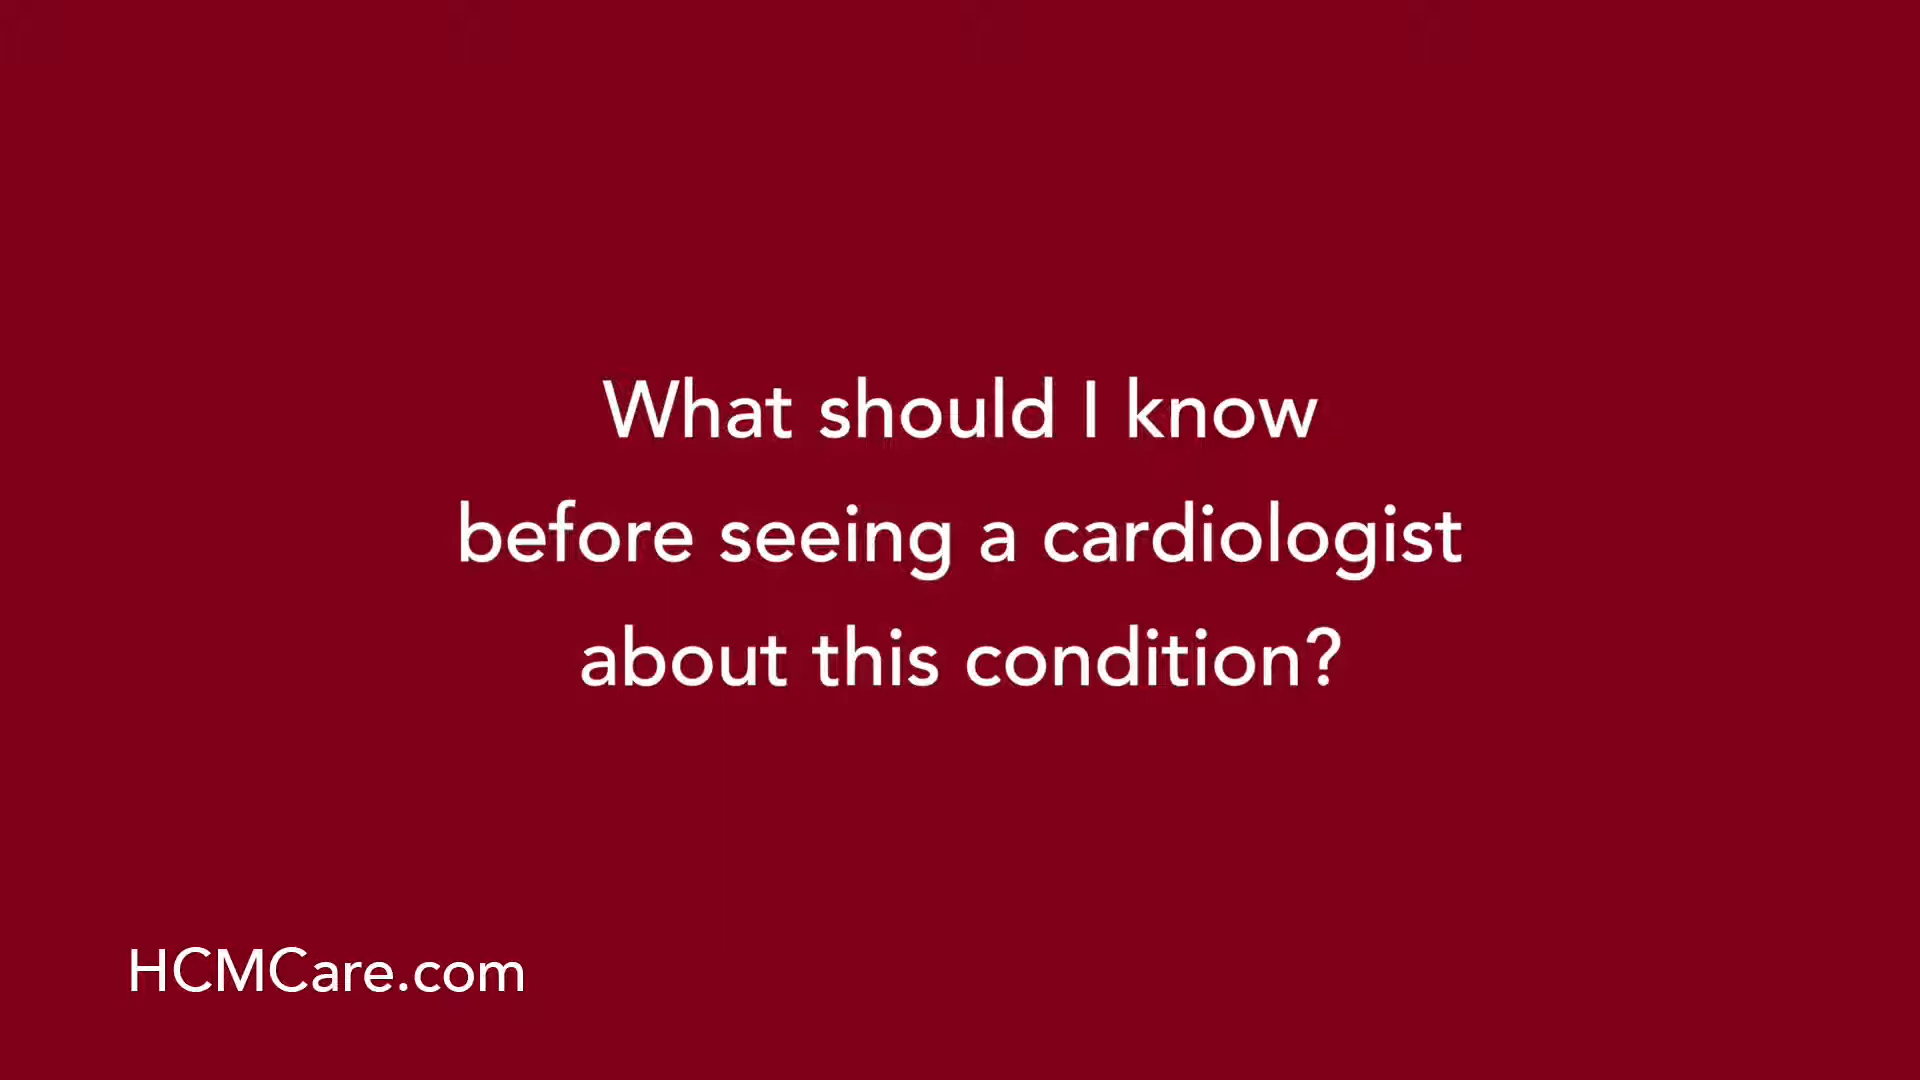 What should I know
before seeing a cardiologist
about this condition?
HCMCare.com